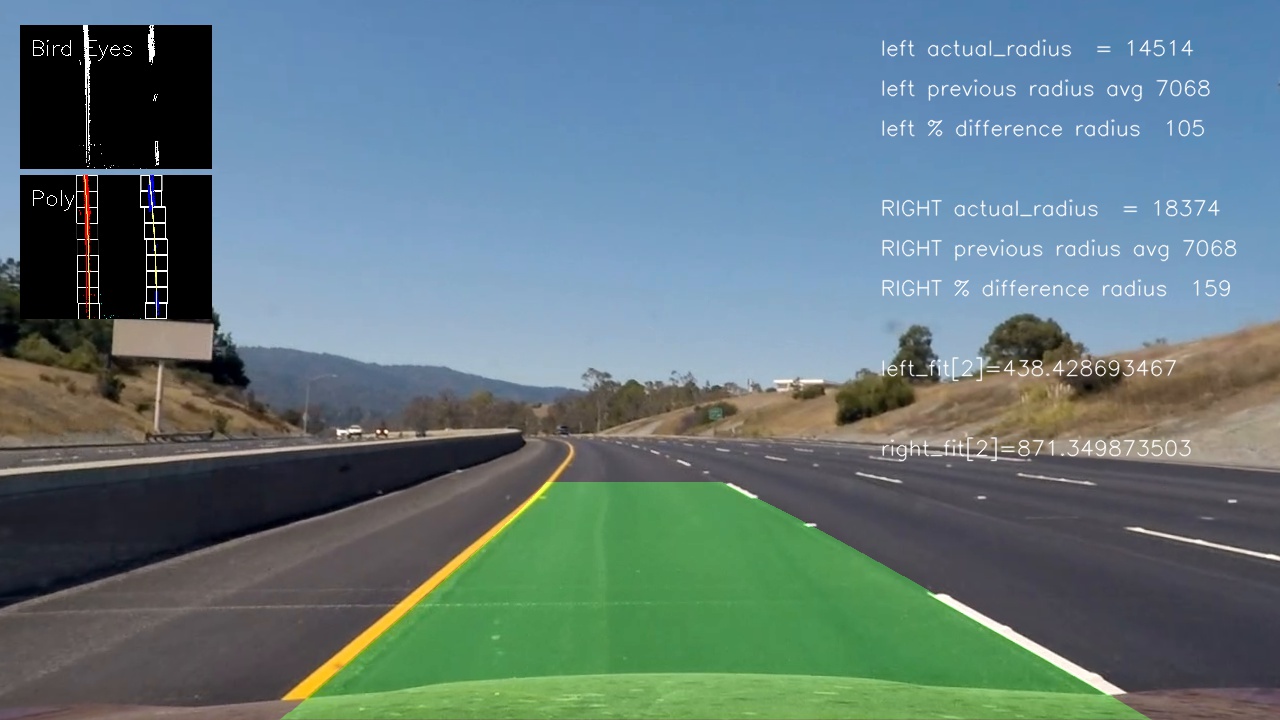 Bird Eyes
Poly
left actual_radius = 14514
left previous radius avg 7068
left % difference radius 105
RIGHT actual_radius = 18374
RIGHT previous radius avg 7068
RIGHT % difference radius 159
left_fit[2]=438.428693467
right_fit[2]=871.349873503